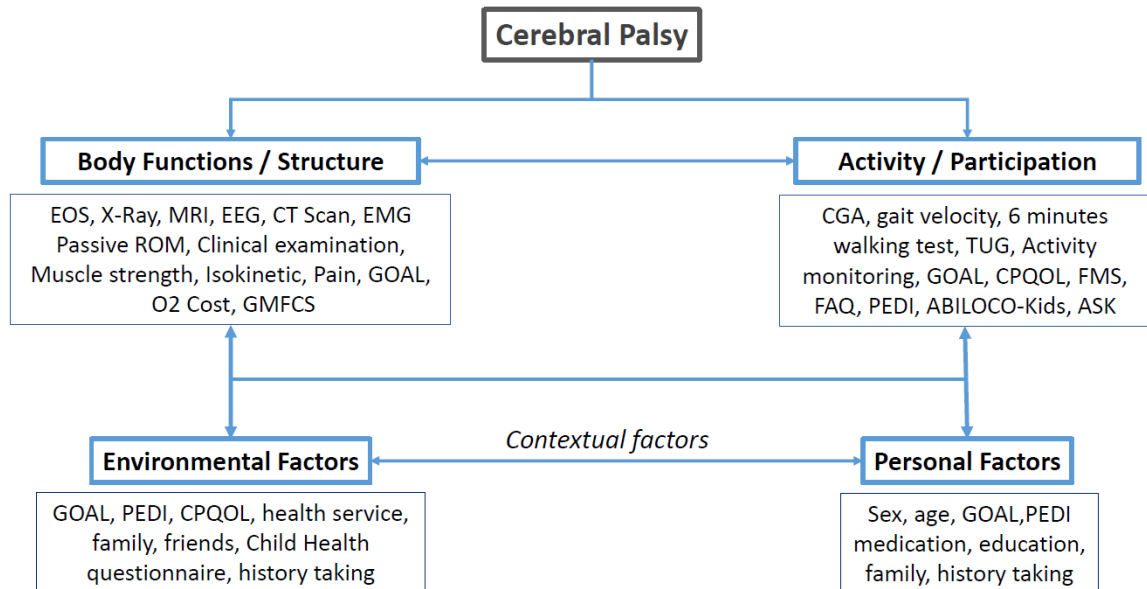 Cerebral Palsy
Body Functions / Structure
EOS, X-Ray, MRI, EEG, CT Scan, EMG
Passive ROM, Clinical examination,
Muscle strength, Isokinetic, Pain, GOAL,
O2 Cost, GMFCS
Activity / Participation
CGA, gait velocity, 6 minutes
walking test, TUG, Activity
monitoring, GOAL, CPQOL, FMS,
FAQ, PEDI, ABILOCO-Kids, ASK
Contextual factors
Environmental Factors
GOAL, PEDI, CPQOL, health service,
family, friends, Child Health
questionnaire, history taking
Personal Factors
Sex, age, GOAL,PEDI
medication, education,
family, history taking